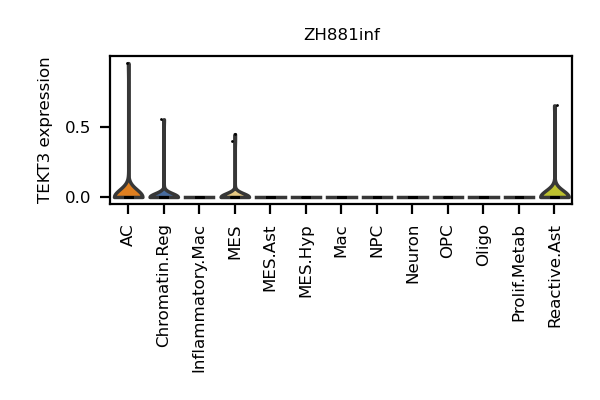 ZH881inf
TEKT3 expression
0.5
0.0
AC
Chromatin.Reg
Inflammatory.Mac
MES
MES.Ast
MES.Hyp
Mac
NPC
Neuron
OPC
Oligo
Prolif.Metab
Reactive.Ast